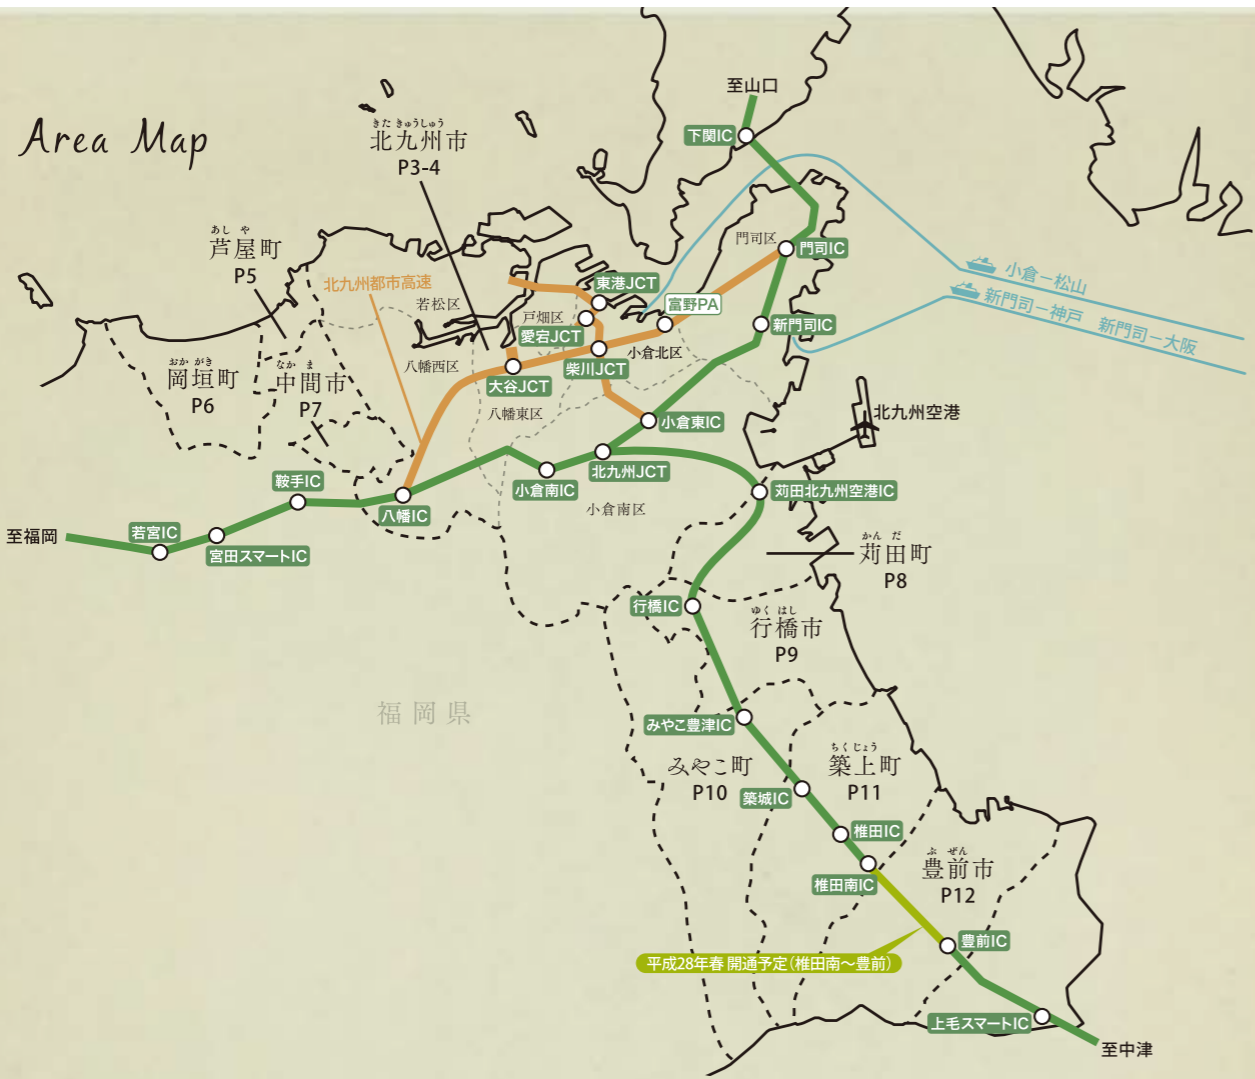 Area Map
至山口
下関IC
きた きゅうしゅう
北九州市
P3-4
あし や
芦屋町
P5
北九州都市高速
若松区
戸畑区
東港JCT
愛宕JCT
富野PA
門司区
門司IC
新門司IC
小倉ー松山
新門司ー神戸 新門司ー大阪
おか がき
岡垣町
P6
なか ま
中間市
P7
八幡西区
大谷JCT
柴川JCT
小倉北区
八幡東区
小倉東IC
北九州空港
北九州JCT
小倉南IC
小倉南区
苅田北九州空港IC
鞍手IC
八幡IC
至福岡
若宮IC
宮田スマートIC
かん だ
苅田町
P8
行橋IC
ゆく はし
行橋市
P9
福岡県
みやこ豊津IC
みやこ町
P10
ちくじょう
築上町
P11
築城IC
椎田IC
椎田南IC
ぶ ぜん
豊前市
P12
豊前IC
平成28年春 開通予定(椎田南〜豊前)
上毛スマートIC
至中津